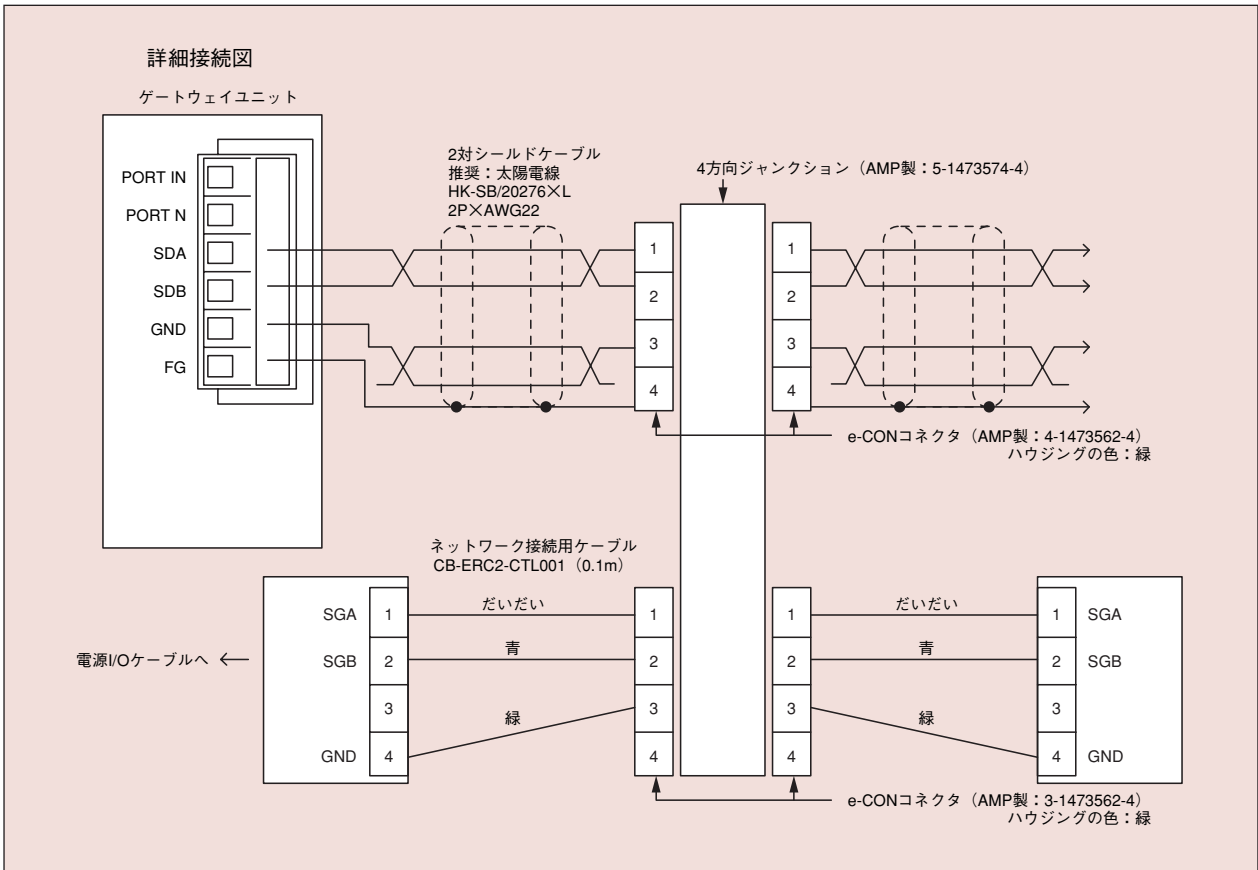 詳細接続図
ゲートウェイユニット
PORT IN
PORT N
SDA
SDB
GND
FG
2対シールドケーブル
推奨：太陽電線
HK-SB/20276×L
2P×AWG22
4方向ジャンクション（AMP製：5-1473574-4）
1
2
3
4
1
2
3
4
e-CONコネクタ（AMP製：4-1473562-4）
ハウジングの色：緑
ネットワーク接続用ケーブル
CB-ERC2-CTL001（0.1m）
電源I/Oケーブルへ
SGA
SGB
GND
1
2
3
4
だいだい
青
緑
1
2
3
4
1
2
3
4
だいだい
青
緑
1
2
3
4
SGA
SGB
GND
e-CONコネクタ（AMP製：3-1473562-4）
ハウジングの色：緑